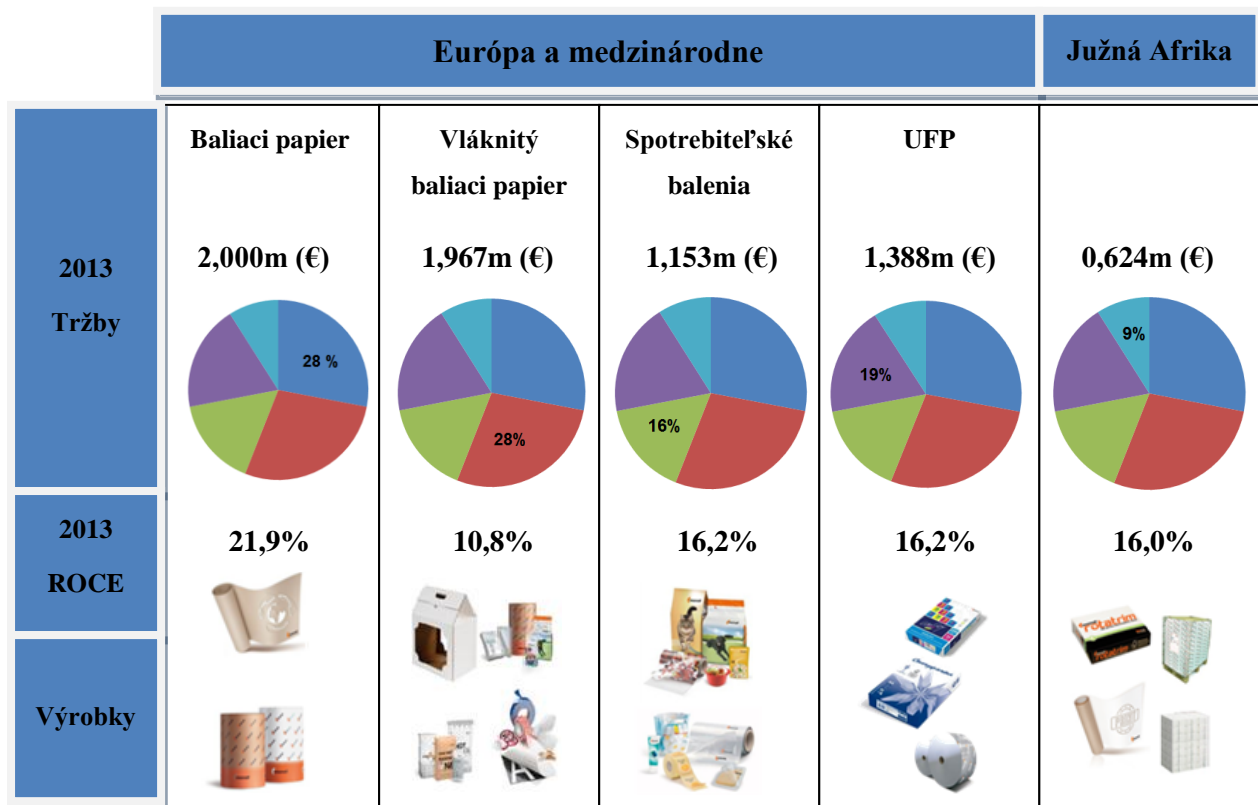 Európa a medzinárodne
Južná Afrika
2013
Tržby
Baliaci papier
2,000m (€)
28 %
Vláknitý
baliaci papier
1,967m (€)
28%
Spotrebiteľské
balenia
1,153m (€)
16%
UFP
1,388m (€)
19%
0,624m (€)
9%
2013
ROCE
21,9%
10,8%
16,2%
16,2%
16,0%
Výrobky
rotatrim